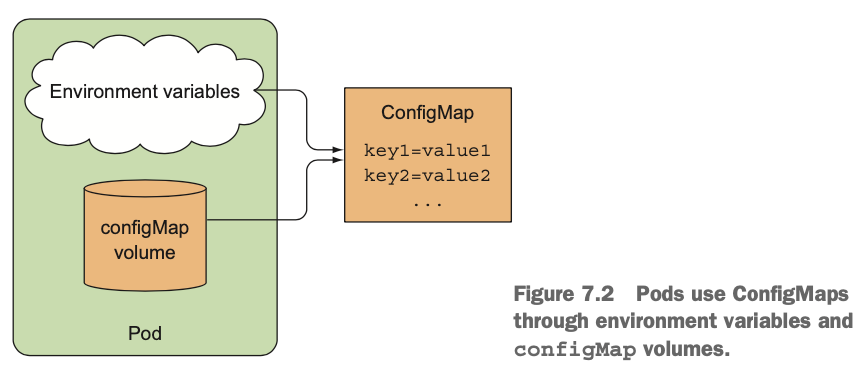 Environment variables
configMap
volume
Pod
ConfigMap
key1=value1
key2=value2
...
Figure 7.2 Pods use ConfigMaps
through environment variables and
configMap volumes.